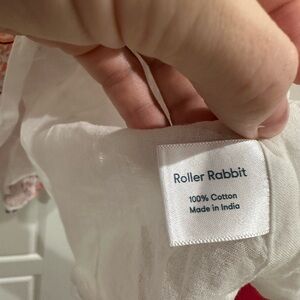 Roller Rabbit
100% Cotton
Made in India